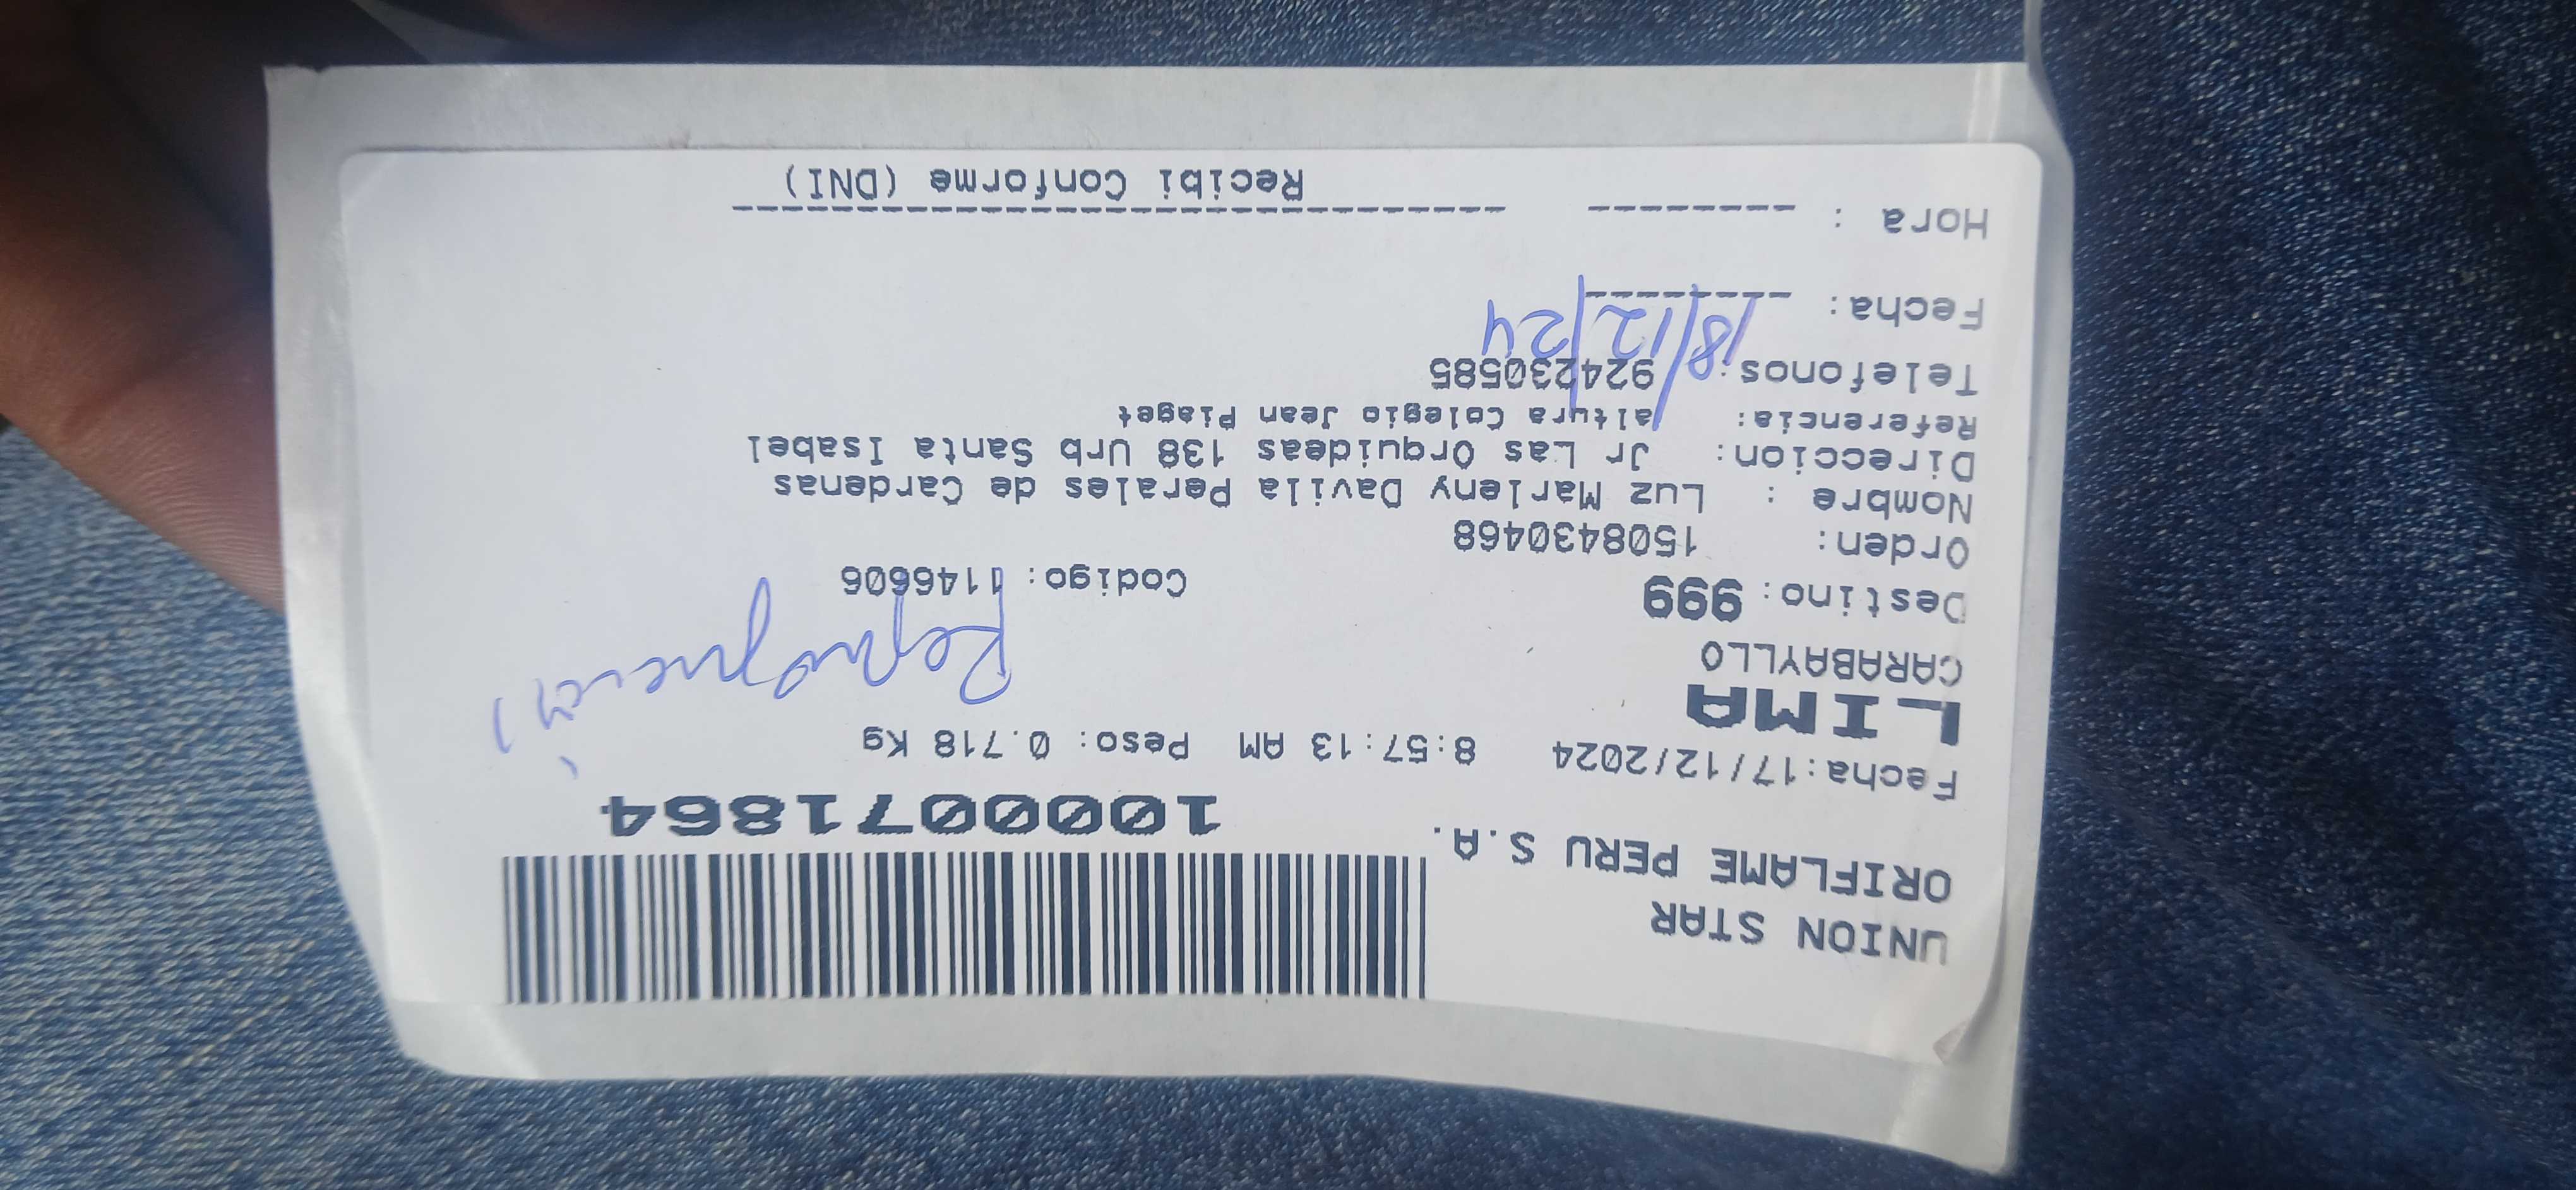 UNION STAR
ORIFLAME PERU S.A.
1000071864
Fecha:17/12/2024 8:57:13 AM Peso: 0.718 Kg
LIMA
CARABAYLLO
Destino: 999 Codigo: 1146606
Orden: 1508430468
Nombre : Luz Marleny Davila Perales de Cardenas
Direccion: Jr Las Orquideas 138 Urb Santa Isabel
Referencia: altura Colegio Jean Piaget
Telefonos: 924230585
Fecha: 18/12/24
Hora :
Recibi Conforme (DNI)